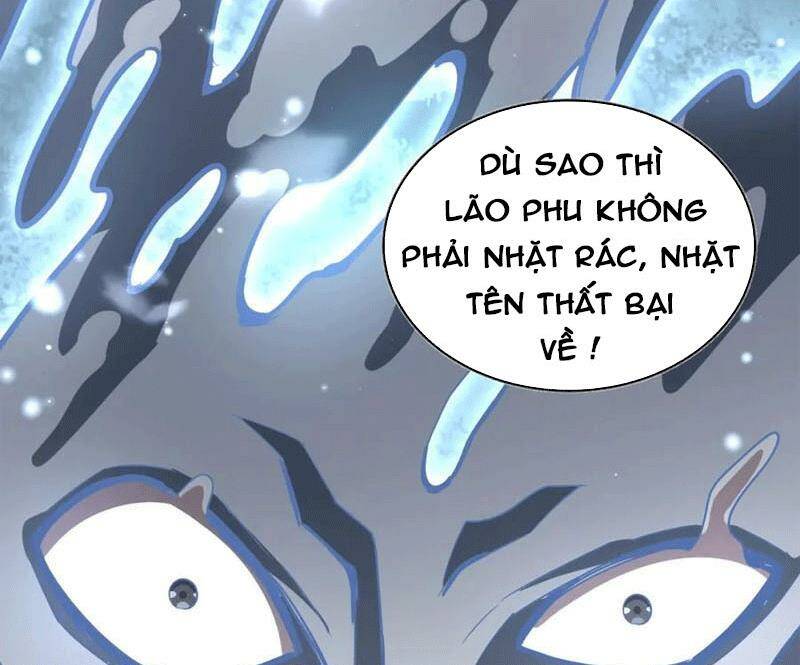 DÙ SAO THÌ
LÃO PHU KHÔNG
PHẢI NHẶT RÁC, NHẶT
TÊN THẤT BẠI
VỀ !